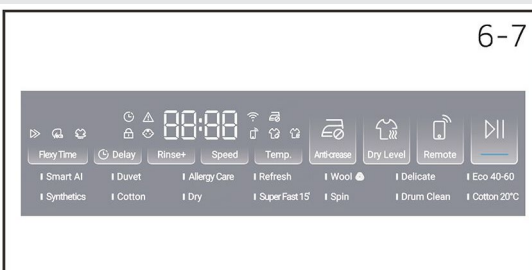 6-7
88:88
Flexy Time Delay Rinse+ Speed Temp. Anti-crease Dry Level Remote
Smart AI Duvet Allergy Care Refresh Wool Delicate Eco 40-60
Synthetics Cotton Dry Super Fast 15' Spin Drum Clean Cotton 20°C